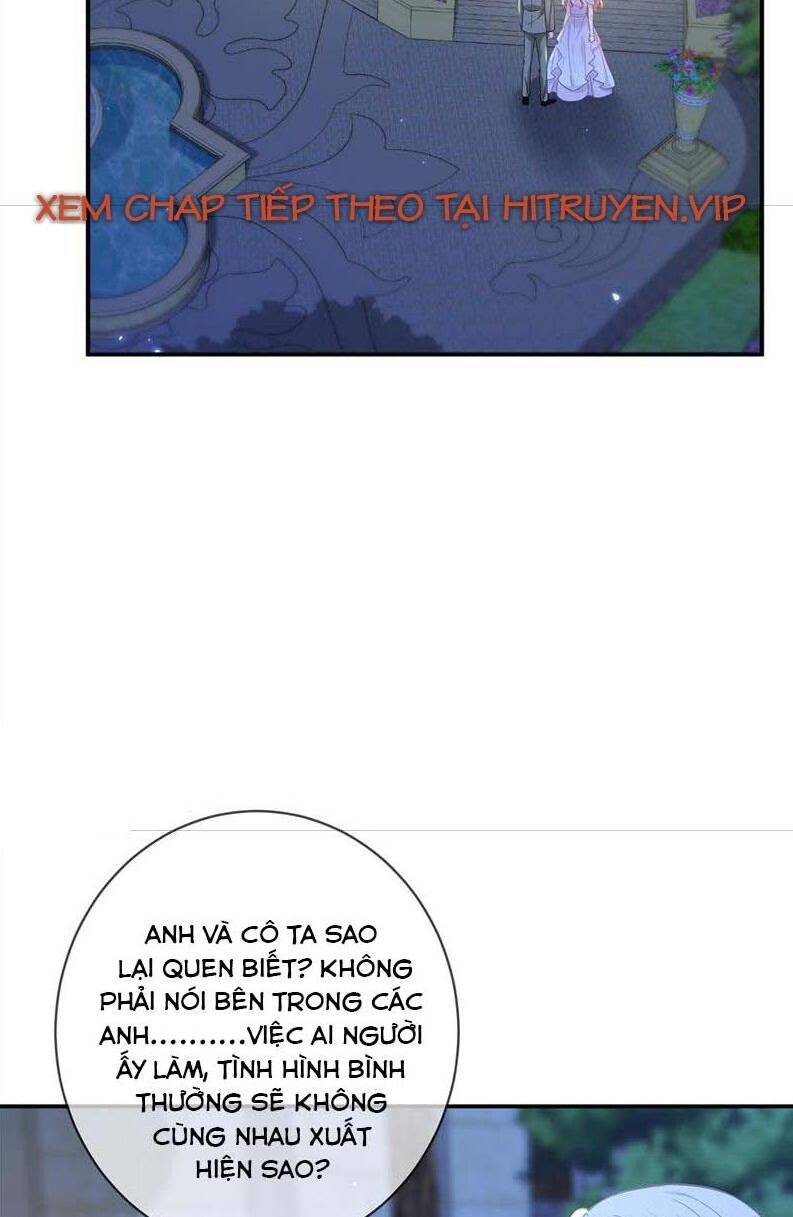 XEM CHAP TIẾP THEO TẠI HITRUYEN.VIP
ANH VÀ CÔ TA SAO
LẠI QUEN BIẾT? KHÔNG
PHẢI NÓI BÊN TRONG CÁC
ANH..........VIỆC AI NGƯỜI
ẤY LÀM, TÌNH HÌNH BÌNH
THƯỜNG SẼ KHÔNG
CÙNG NHAU XUẤT
HIỆN SAO?